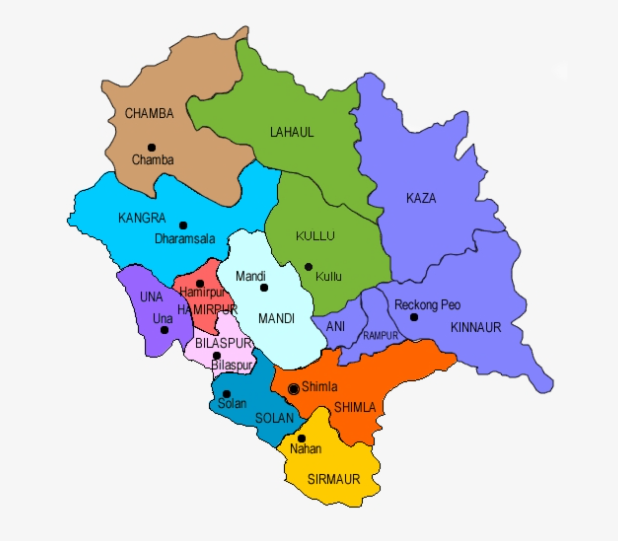 CHAMBA
Chamba
LAHAUL
KAZA
KANGRA
Dharamsala
KULLU
Kullu
Mandi
MANDI
UNA
Una
Hamirpur
HAMIRPUR
BILASPUR
Bilaspur
ANI
RAMPUR
Reckong Peo
KINNAUR
Shimla
SHIMLA
Solan
SOLAN
Nahan
SIRMAUR